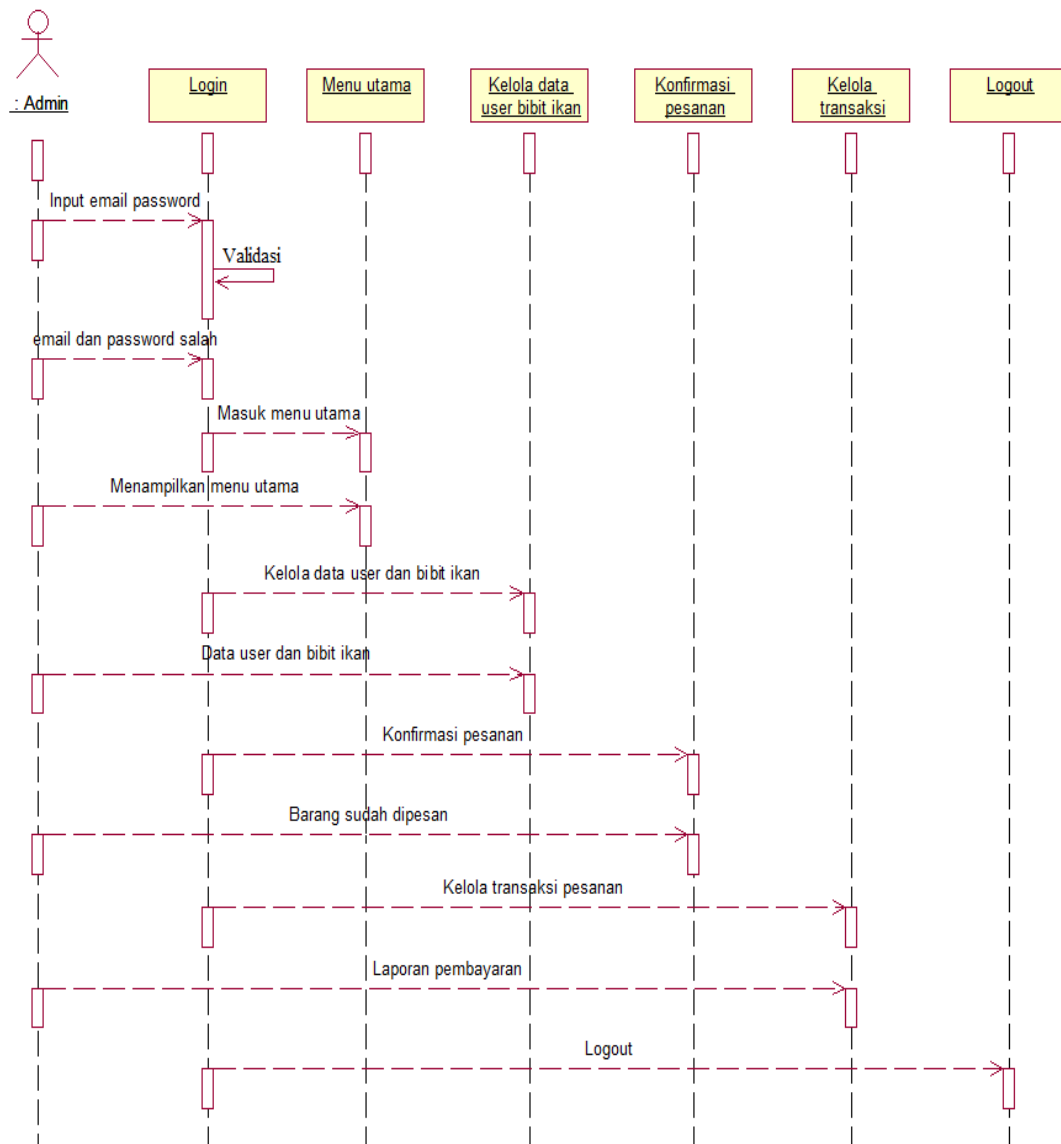 : Admin
Login
Menu utama
Kelola data
user bibit ikan
Konfirmasi
pesanan
Kelola
transaksi
Logout
Input email password
Validasi
email dan password salah
Masuk menu utama
Menampilkan menu utama
Kelola data user dan bibit ikan
Data user dan bibit ikan
Konfirmasi pesanan
Barang sudah dipesan
Kelola transaksi pesanan
Laporan pembayaran
Logout